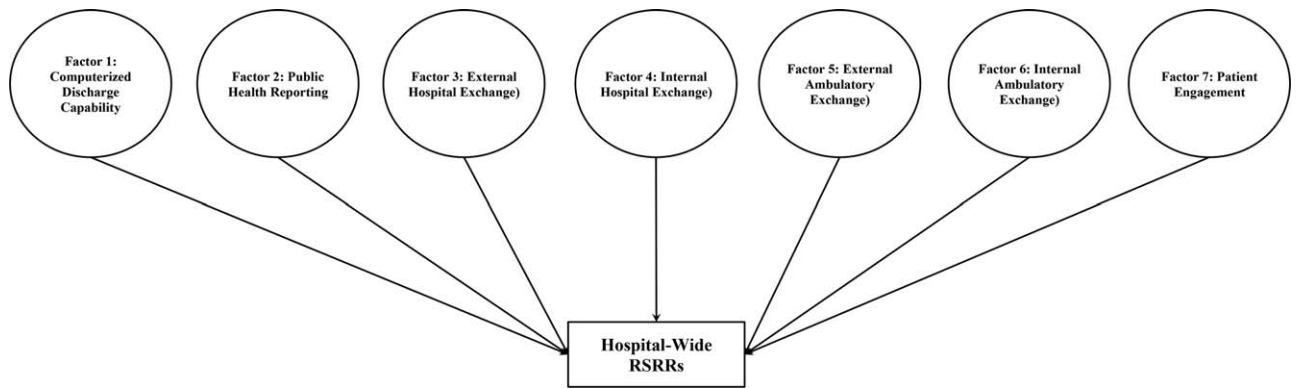 Factor 1:
Computerized
Discharge
Capability
Factor 2: Public
Health Reporting
Factor 3: External
Hospital Exchange)
Factor 4: Internal
Hospital Exchange)
Factor 5: External
Ambulatory
Exchange)
Factor 6: Internal
Ambulatory
Exchange)
Factor 7: Patient
Engagement
Hospital-Wide
RSRRs